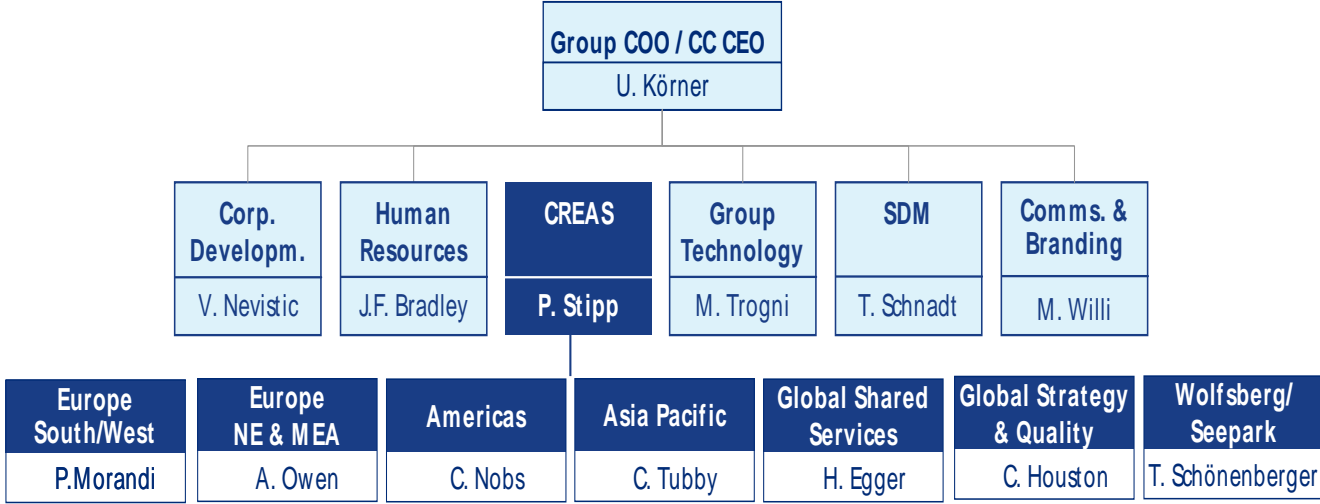 Group COO / CC CEO
U. Körner
Corp.
Developm.
V. Nevistic
Human
Resources
J.F. Bradley
CREAS
P. Stipp
Group
Technology
M. Trogni
SDM
T. Schnadt
Comms. &
Branding
M. Willi
Europe
South/West
P.Morandi
Europe
NE & MEA
A. Owen
Americas
C. Nobs
Asia Pacific
C. Tubby
Global Shared
Services
H. Egger
Global Strategy
& Quality
C. Houston
Wolfsberg/
Seepark
T. Schönenberger